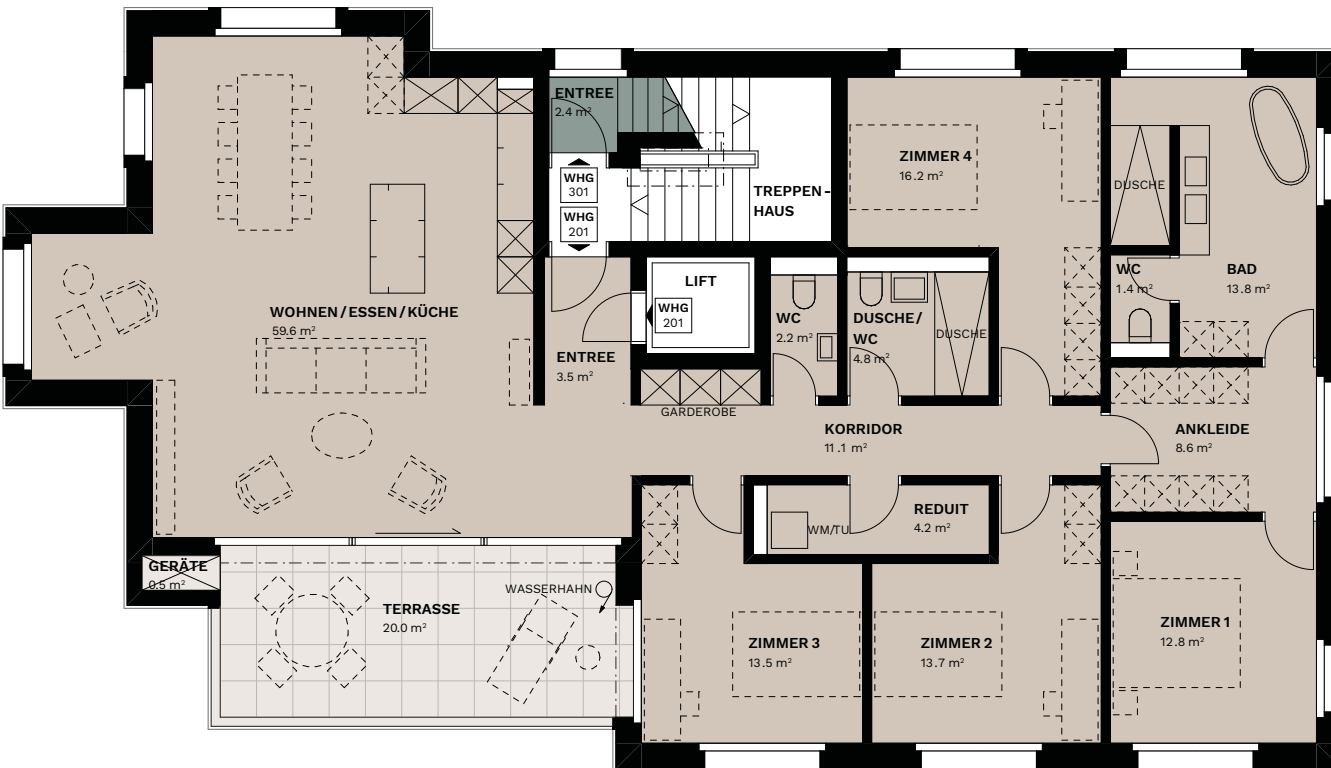 ENTREE
2.4 m²
WHG
301
WHG
201
TREPPEN-
HAUS
ZIMMER 4
16.2 m²
DUSCHE
WC
1.4 m²
BAD
13.8 m²
LIFT
WHG
201
WOHNEN/ESSEN/KÜCHE
59.6 m²
ENTREE
3.5 m²
WC
2.2 m²
DUSCHE/
WC
4.8 m²
DUSCHE
GARDEROBE
KORRIDOR
11.1 m²
ANKLEIDE
8.6 m²
REDUIT
4.2 m²
WM/TU
GERÄTE
0.5 m²
WASSERHAHN
TERRASSE
20.0 m²
ZIMMER 3
13.5 m²
ZIMMER 2
13.7 m²
ZIMMER 1
12.8 m²